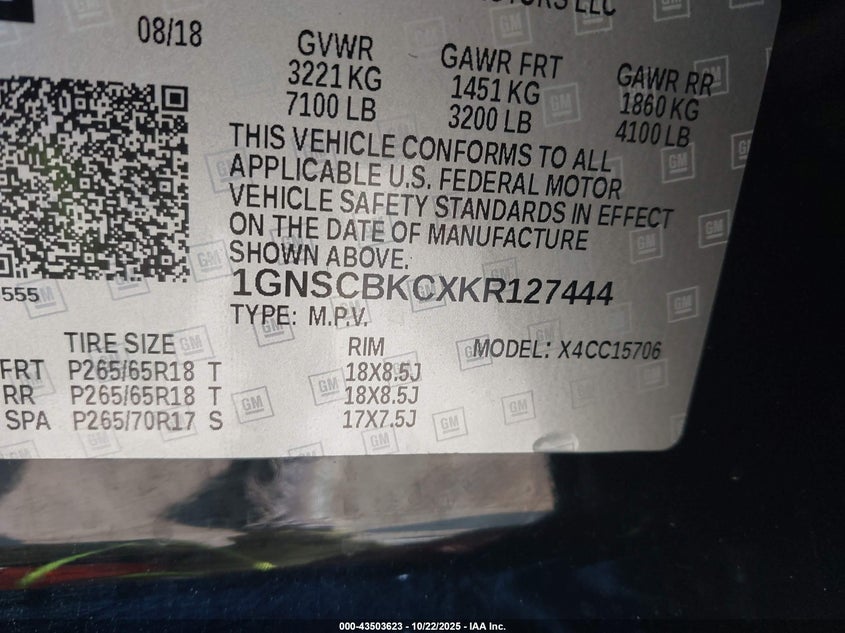 MOTORS LLC
08/18
GVWR GAWR FRT GAWR RR
3221 KG 1451 KG 1860 KG
7100 LB 3200 LB 4100 LB
THIS VEHICLE CONFORMS TO ALL
APPLICABLE U.S. FEDERAL MOTOR
VEHICLE SAFETY STANDARDS IN EFFECT
ON THE DATE OF MANUFACTURE
SHOWN ABOVE.
1GNSCBKCXKR127444
555
TYPE: M.P.V.
TIRE SIZE RIM MODEL: X4CC15706
FRT P265/65R18 T 18X8.5J
RR P265/65R18 T 18X8.5J
SPA P265/70R17 S 17X7.5J
000-43503623 - 10/22/2025 - IAA Inc.